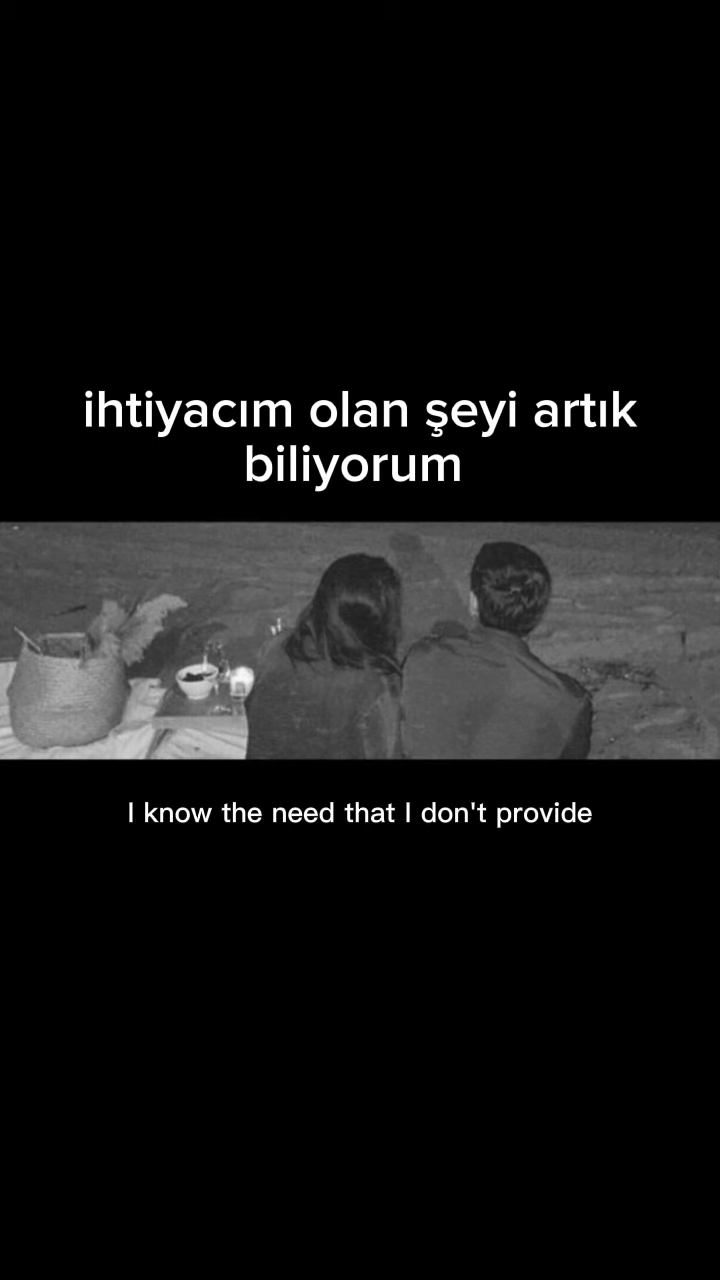 ihtiyacım olan şeyi artık
biliyorum
I know the need that I don't provide